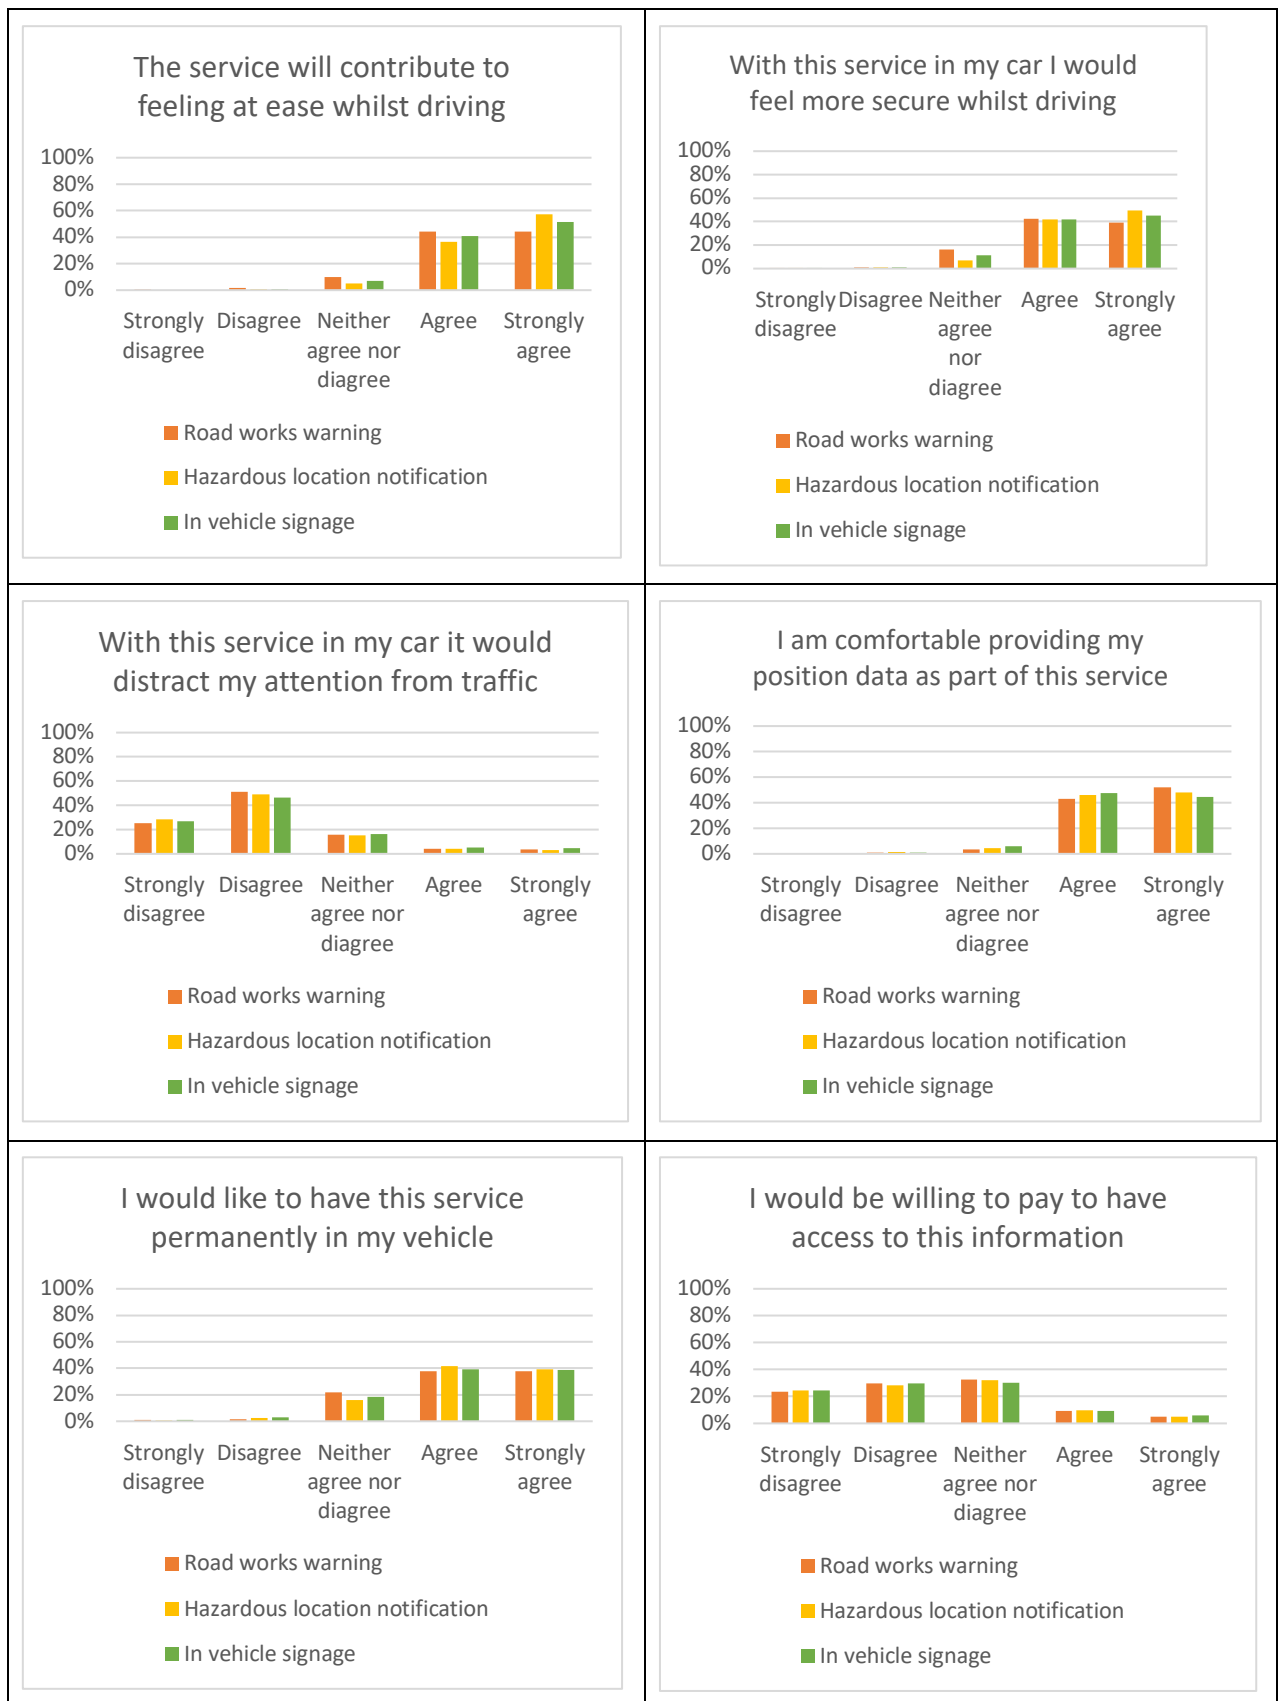 The service will contribute to
feeling at ease whilst driving
100%
80%
60%
40%
20%
0%
Strongly disagree
Disagree
Neither agree nor diagree
Agree
Strongly agree
Road works warning
Hazardous location notification
In vehicle signage
With this service in my car I would
feel more secure whilst driving
100%
80%
60%
40%
20%
0%
Strongly disagree
Disagree
Neither agree nor diagree
Agree
Strongly agree
Road works warning
Hazardous location notification
In vehicle signage
With this service in my car it would
distract my attention from traffic
100%
80%
60%
40%
20%
0%
Strongly disagree
Disagree
Neither agree nor diagree
Agree
Strongly agree
Road works warning
Hazardous location notification
In vehicle signage
I am comfortable providing my
position data as part of this service
100%
80%
60%
40%
20%
0%
Strongly disagree
Disagree
Neither agree nor diagree
Agree
Strongly agree
Road works warning
Hazardous location notification
In vehicle signage
I would like to have this service
permanently in my vehicle
100%
80%
60%
40%
20%
0%
Strongly disagree
Disagree
Neither agree nor diagree
Agree
Strongly agree
Road works warning
Hazardous location notification
In vehicle signage
I would be willing to pay to have
access to this information
100%
80%
60%
40%
20%
0%
Strongly disagree
Disagree
Neither agree nor diagree
Agree
Strongly agree
Road works warning
Hazardous location notification
In vehicle signage